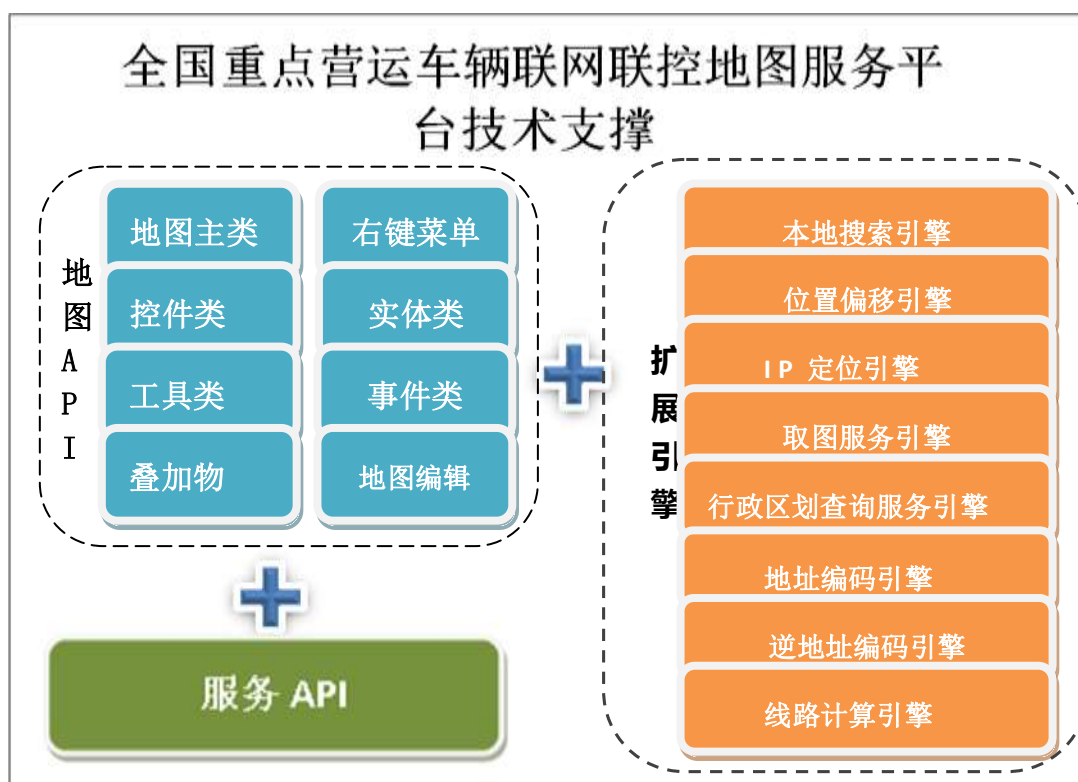 全国重点营运车辆联网联控地图服务平
台技术支撑
地图API
地图主类
右键菜单
控件类
实体类
工具类
事件类
叠加物
地图编辑
服务 API
扩展引擎
本地搜索引擎
位置偏移引擎
IP 定位引擎
取图服务引擎
行政区划查询服务引擎
地址编码引擎
逆地址编码引擎
线路计算引擎